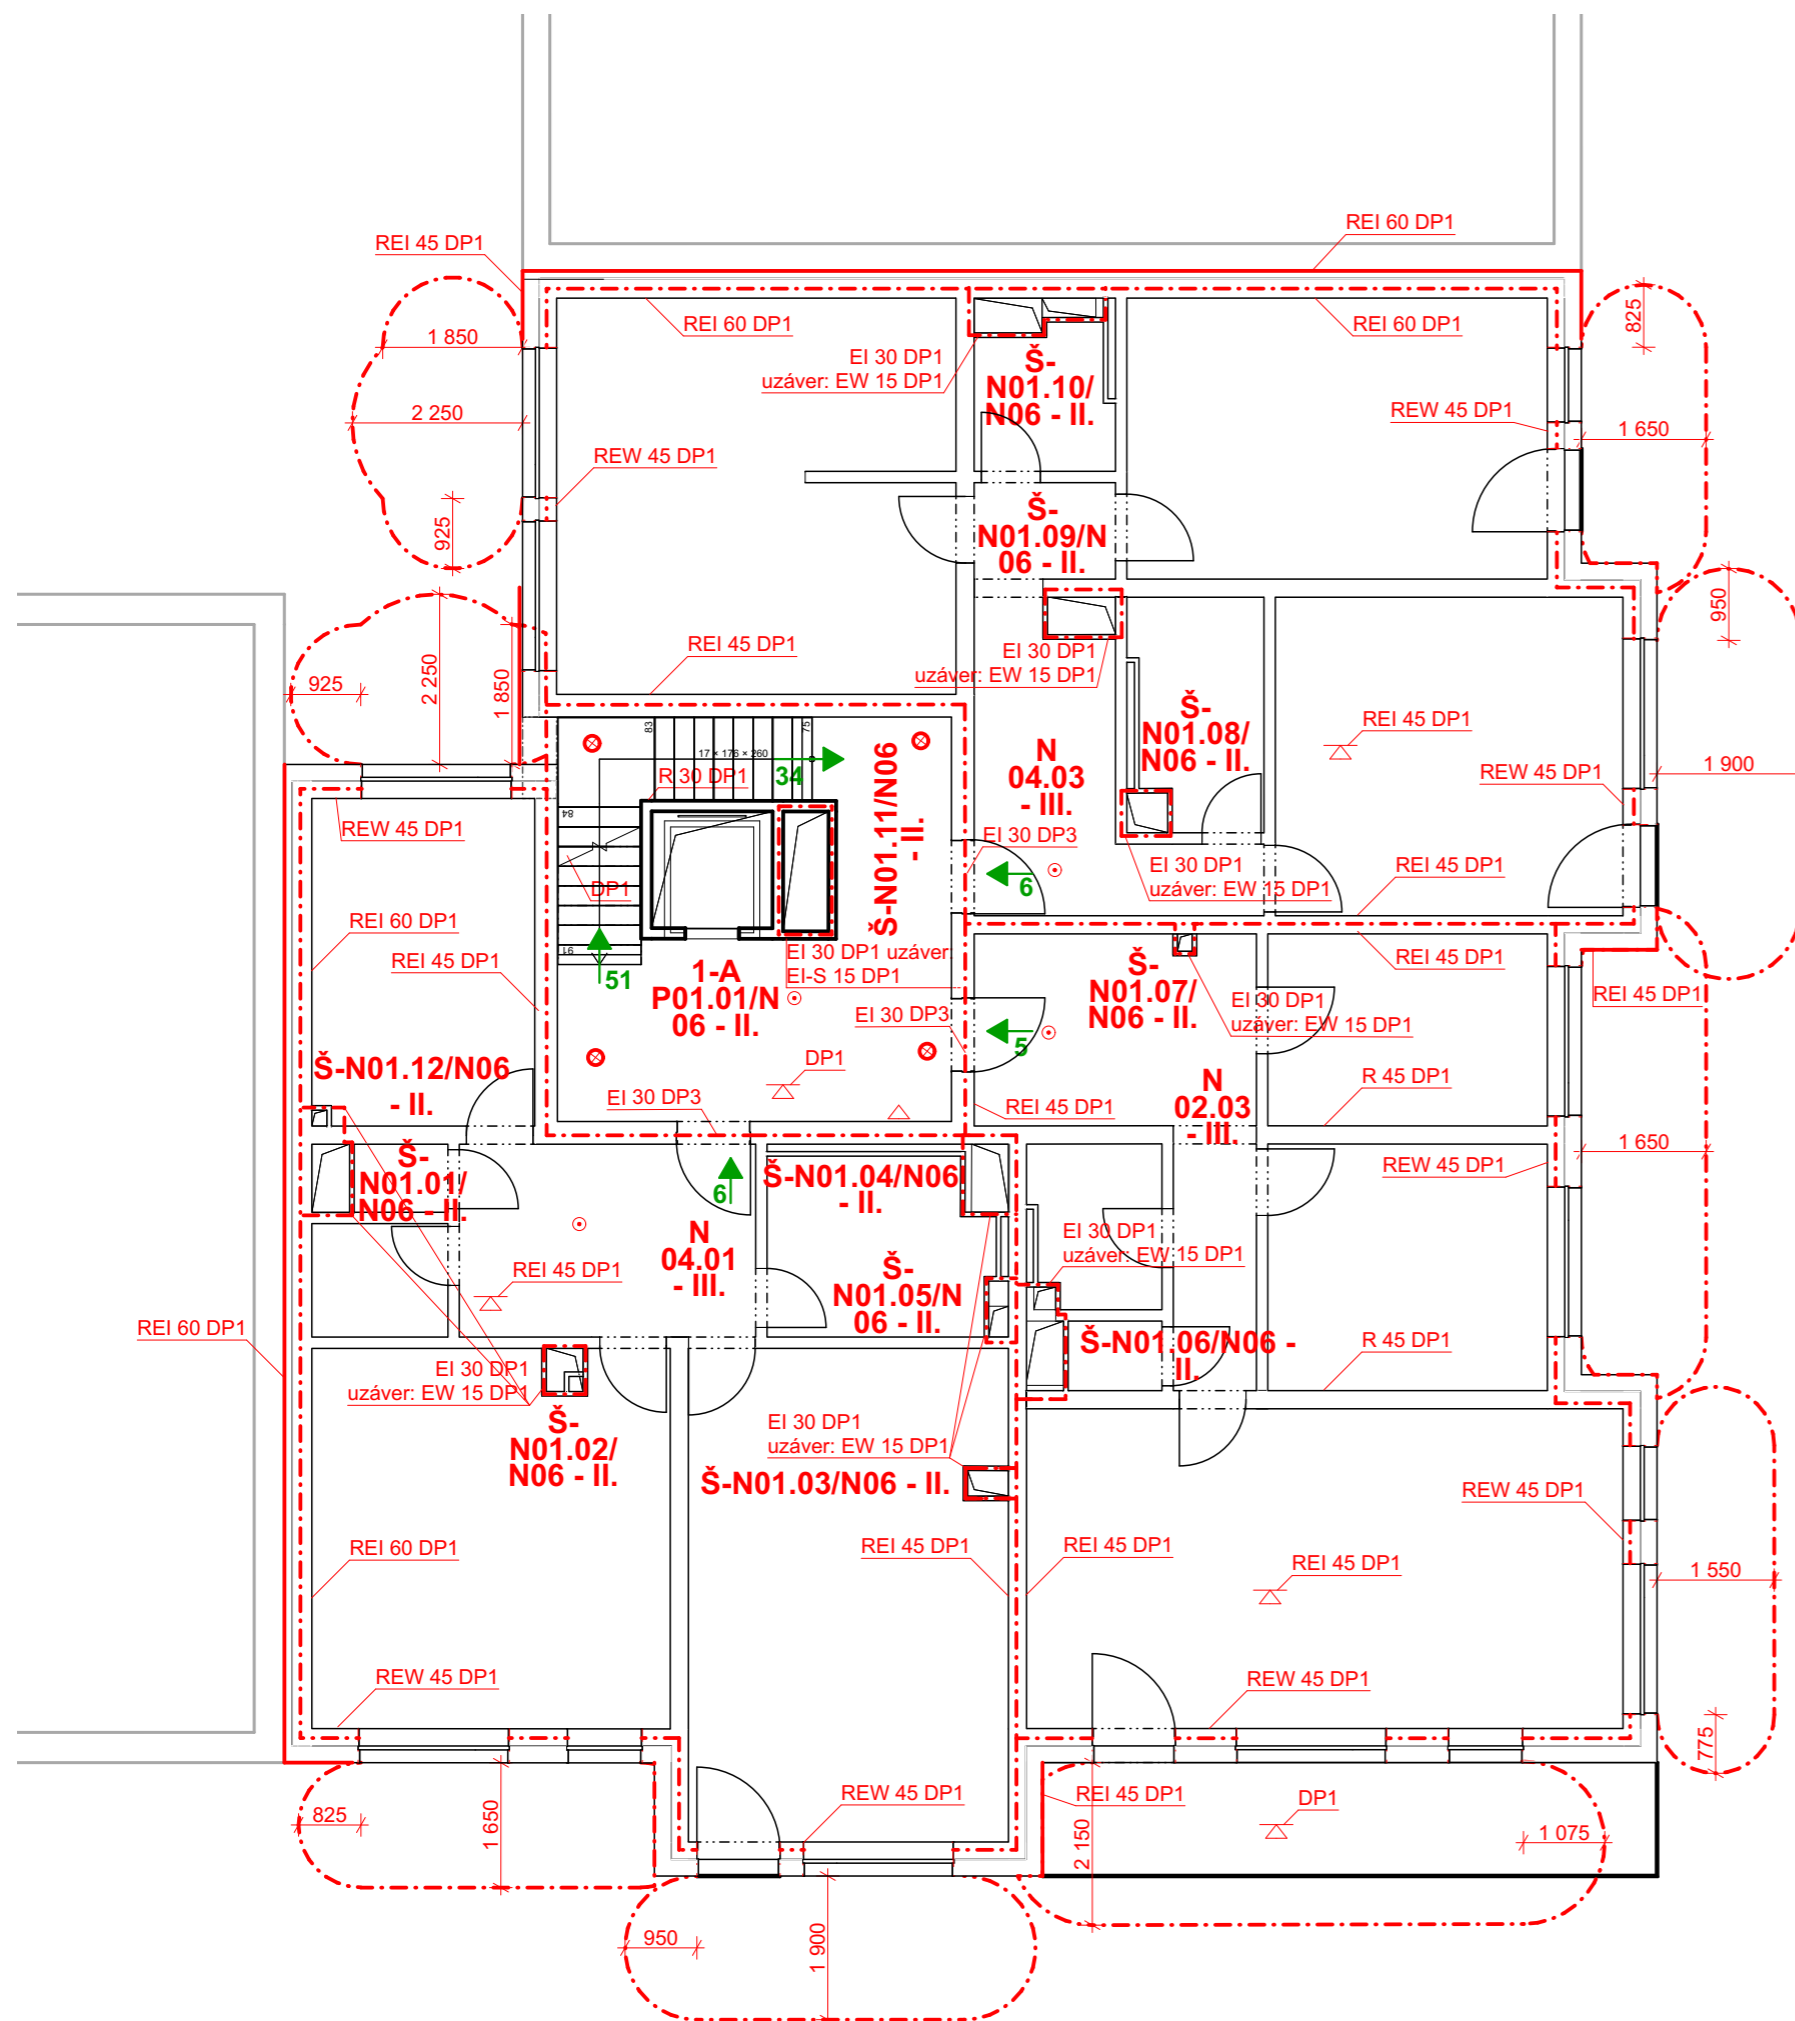 REI 60 DP1
REI 45 DP1
825
REI 60 DP1
REI 60 DP1
1 850
EI 30 DP1
uzáver: EW 15 DP1
Š-
N01.10/
N06 - II.
2 250
REW 45 DP1
1 650
REW 45 DP1
925
Š-
N01.09/N
06 - II.
950
REI 45 DP1
EI 30 DP1
uzáver: EW 15 DP1
925
2 250
1 850
Š-
N01.08/
N06 - II.
REI 45 DP1
83
75
17 × 176 × 260
34
R 30 DP1
Š-N01.11/N06
- II.
N
04.03
- III.
REW 45 DP1
1 900
84
REW 45 DP1
EI 30 DP3
6
EI 30 DP1
uzáver: EW 15 DP1
REI 45 DP1
DP1
REI 60 DP1
REI 45 DP1
91
51
EI 30 DP1 uzáver:
EI-S 15 DP1
1-A
P01.01/N
06 - II.
Š-
N01.07/
N06 - II.
REI 45 DP1
REI 45 DP1
EI 30 DP1
uzáver: EW 15 DP1
EI 30 DP3
5
DP1
Š-N01.12/N06
- II.
EI 30 DP3
REI 45 DP1
N
02.03
- III.
R 45 DP1
1 650
REW 45 DP1
Š-
N01.01/
N06 - II.
6
Š-N01.04/N06
- II.
N
04.01
- III.
REI 45 DP1
EI 30 DP1
uzáver: EW 15 DP1
Š-
N01.05/N
06 - II.
REI 60 DP1
Š-N01.06/N06 -
II.
R 45 DP1
EI 30 DP1
uzáver: EW 15 DP1
Š-
N01.02/
N06 - II.
EI 30 DP1
uzáver: EW 15 DP1
Š-N01.03/N06 - II.
REW 45 DP1
REI 60 DP1
REI 45 DP1
REI 45 DP1
REI 45 DP1
1 550
REW 45 DP1
REW 45 DP1
775
825
1 650
REW 45 DP1
REI 45 DP1
DP1
2 150
1 075
950
1 900